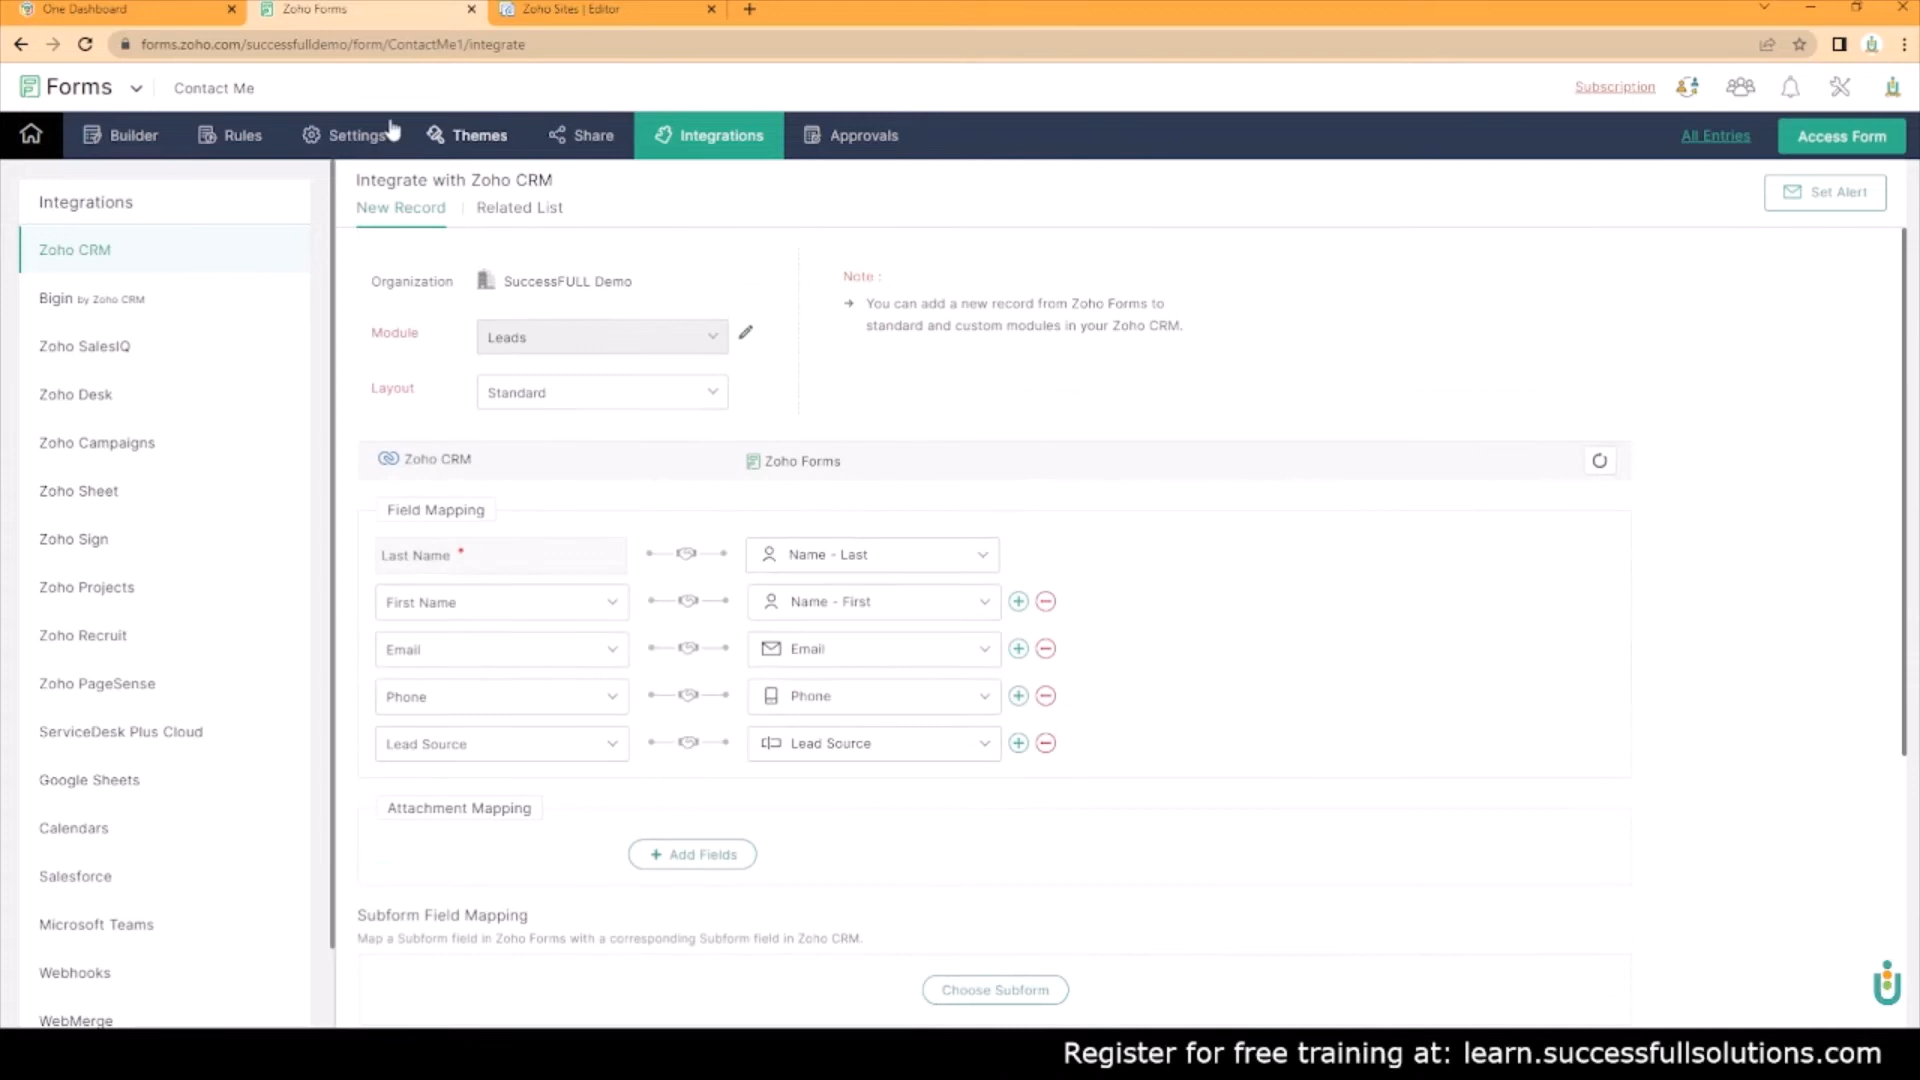 One Dashboard
Zoho Forms
Zoho Sites | Editor
forms.zoho.com/successfulldemo/form/ContactMe1/integrate
Forms
Contact Me
Subscription
Builder
Rules
Settings
Themes
Share
Integrations
Approvals
All Entries
Access Form
Integrations
Zoho CRM
Bigin by Zoho CRM
Zoho SalesIQ
Zoho Desk
Zoho Campaigns
Zoho Sheet
Zoho Sign
Zoho Projects
Zoho Recruit
Zoho PageSense
ServiceDesk Plus Cloud
Google Sheets
Calendars
Salesforce
Microsoft Teams
Webhooks
WebMerge
Integrate with Zoho CRM
New Record
Related List
Set Alert
Organization
SuccessFULL Demo
Module
Leads
Layout
Standard
Note :
You can add a new record from Zoho Forms to
standard and custom modules in your Zoho CRM.
Zoho CRM
Zoho Forms
Field Mapping
Last Name *
Name - Last
First Name
Name - First
Email
Email
Phone
Phone
Lead Source
Lead Source
Attachment Mapping
+ Add Fields
Subform Field Mapping
Map a Subform field in Zoho Forms with a corresponding Subform field in Zoho CRM.
Choose Subform
Register for free training at: learn.successfullsolutions.com